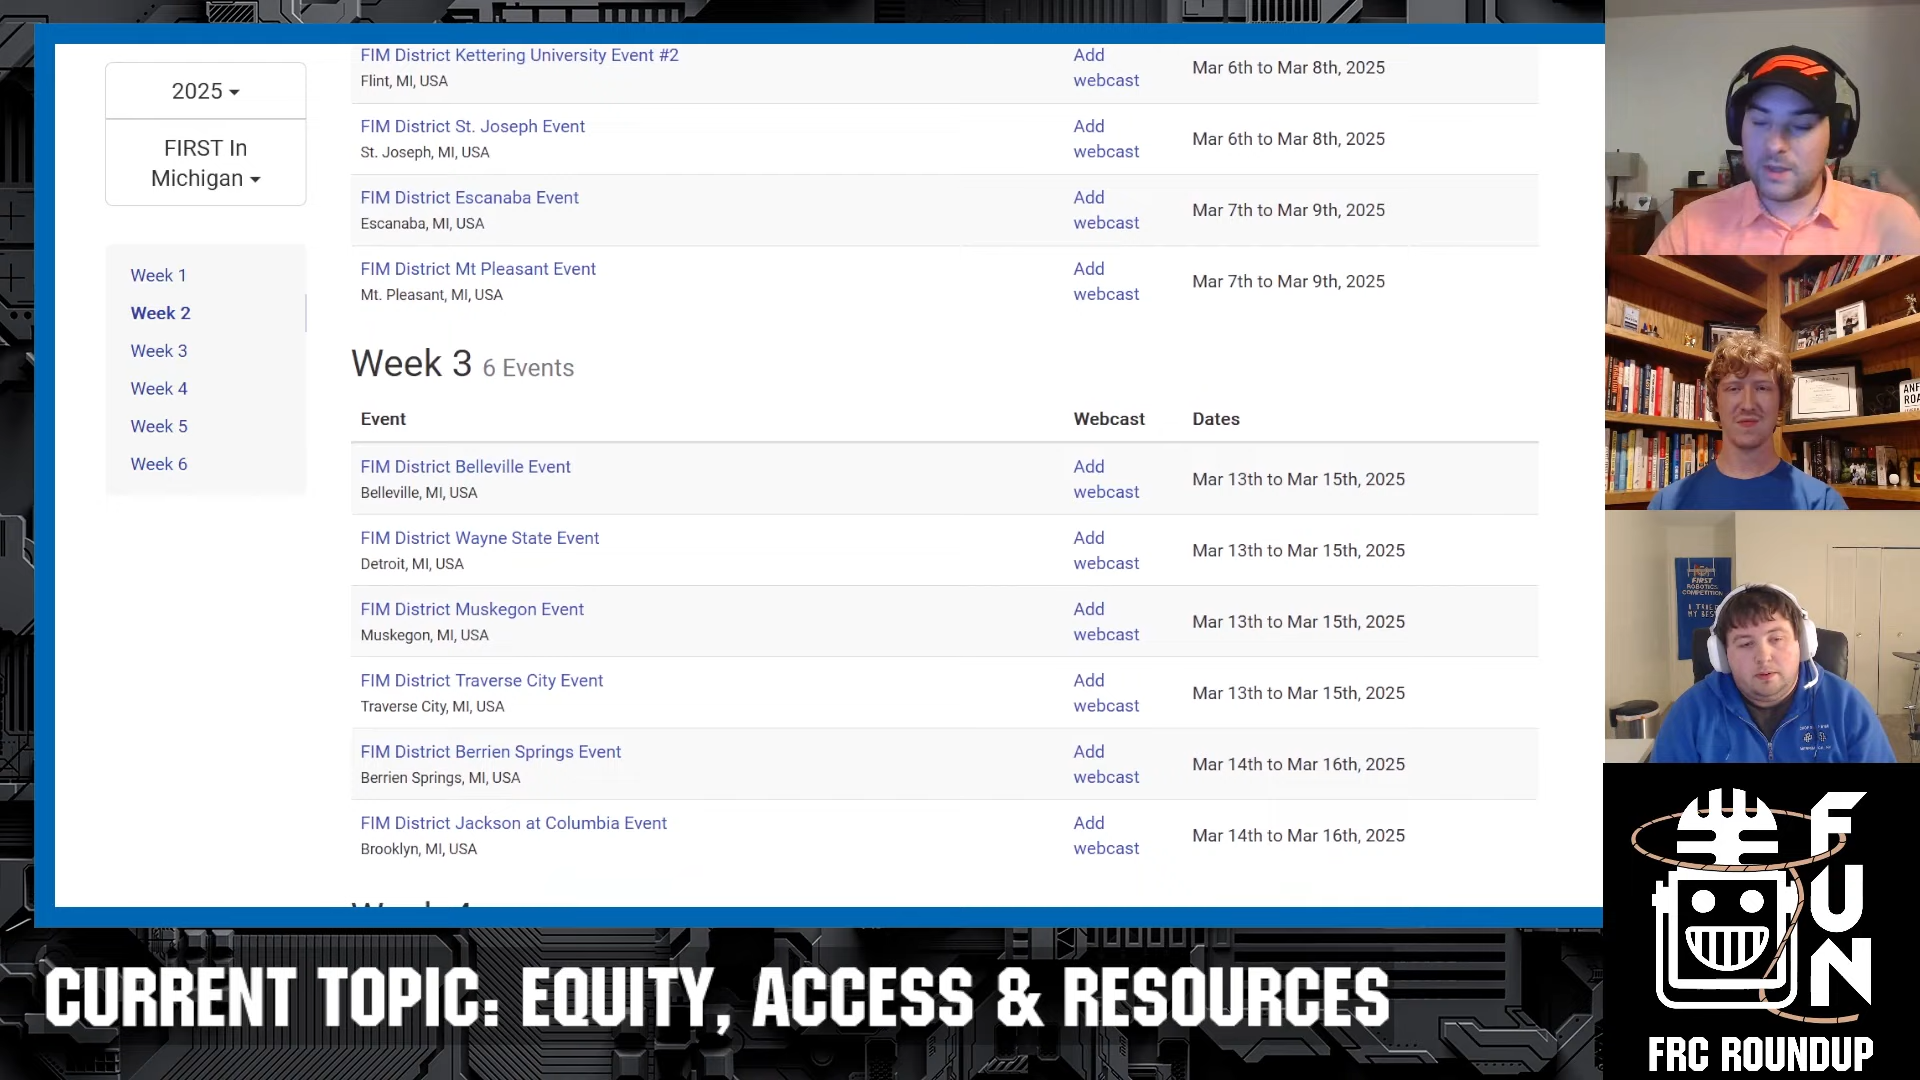 2025
FIRST In
Michigan
Week 1
Week 2
Week 3
Week 4
Week 5
Week 6
FIM District Kettering University Event #2
Flint, MI, USA
Add
webcast
Mar 6th to Mar 8th, 2025
FIM District St. Joseph Event
St. Joseph, MI, USA
Add
webcast
Mar 6th to Mar 8th, 2025
FIM District Escanaba Event
Escanaba, MI, USA
Add
webcast
Mar 7th to Mar 9th, 2025
FIM District Mt Pleasant Event
Mt. Pleasant, MI, USA
Add
webcast
Mar 7th to Mar 9th, 2025
Week 3 6 Events
Event Webcast Dates
FIM District Belleville Event
Belleville, MI, USA
Add
webcast
Mar 13th to Mar 15th, 2025
FIM District Wayne State Event
Detroit, MI, USA
Add
webcast
Mar 13th to Mar 15th, 2025
FIM District Muskegon Event
Muskegon, MI, USA
Add
webcast
Mar 13th to Mar 15th, 2025
FIM District Traverse City Event
Traverse City, MI, USA
Add
webcast
Mar 13th to Mar 15th, 2025
FIM District Berrien Springs Event
Berrien Springs, MI, USA
Add
webcast
Mar 14th to Mar 16th, 2025
FIM District Jackson at Columbia Event
Brooklyn, MI, USA
Add
webcast
Mar 14th to Mar 16th, 2025
FIRST
ROBOTICS
COMPETITION
CURRENT TOPIC: EQUITY, ACCESS & RESOURCES
FUN
FRC ROUNDUP